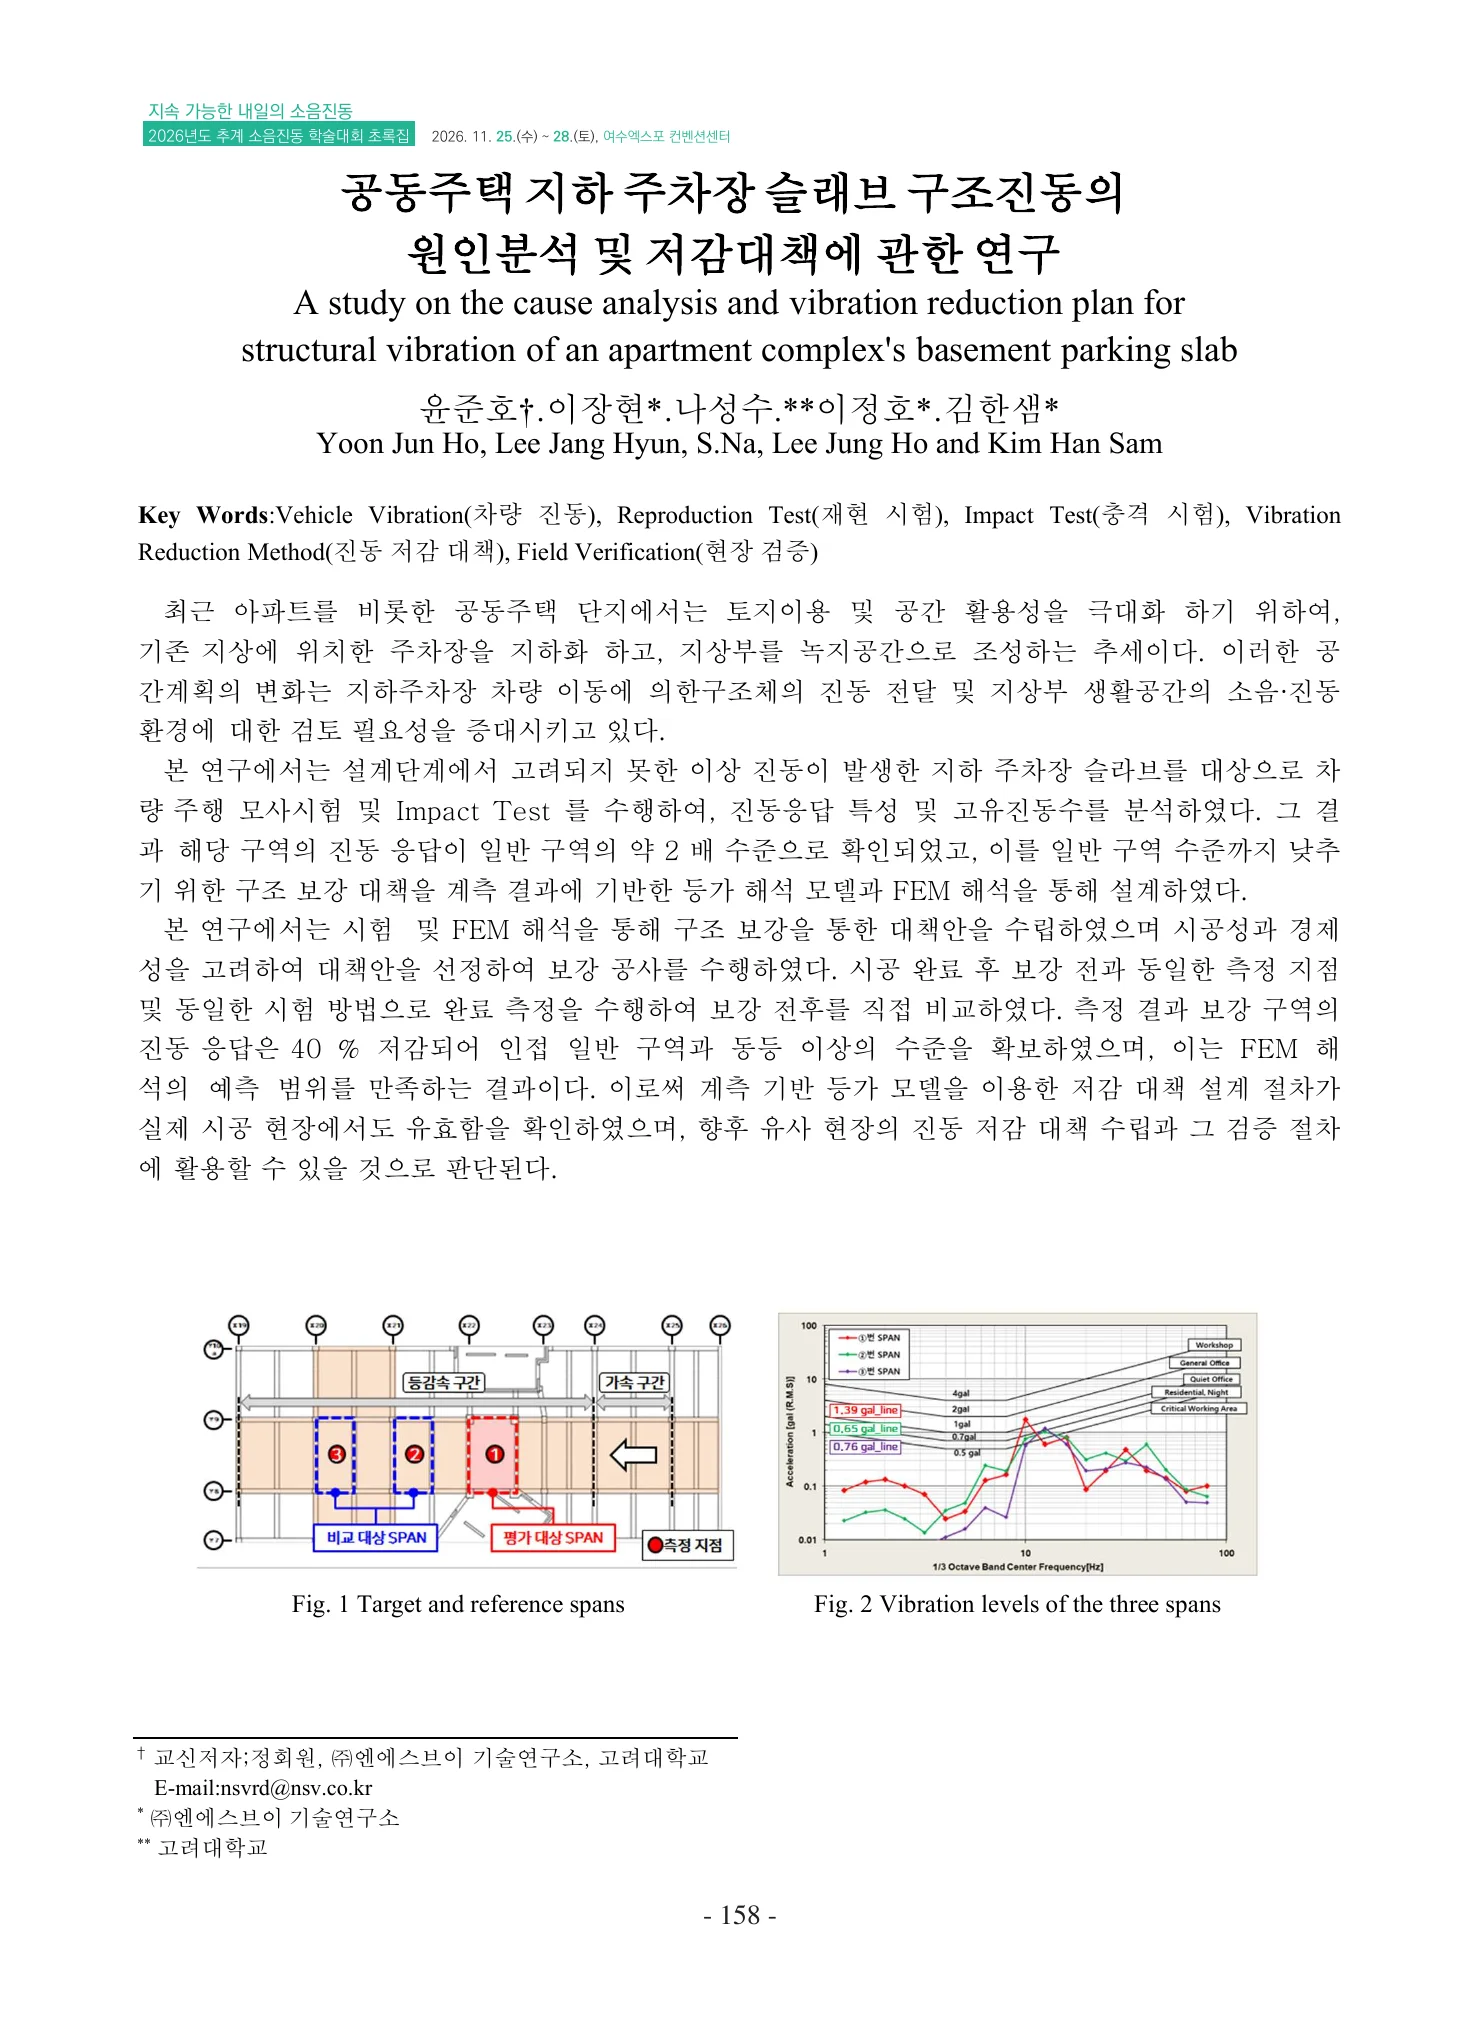 지속 가능한 내일의 소음진동
2026년도 추계 소음진동 학술대회 초록집 2026. 11. 25.(수) ~ 28.(토), 여수엑스포 컨벤션센터
공동주택 지하 주차장 슬래브 구조진동의
원인분석 및 저감대책에 관한 연구
A study on the cause analysis and vibration reduction plan for
structural vibration of an apartment complex's basement parking slab
윤준호†.이장현*.나성수.**이정호*.김한샘*
Yoon Jun Ho, Lee Jang Hyun, S.Na, Lee Jung Ho and Kim Han Sam
Key Words:Vehicle Vibration(차량 진동), Reproduction Test(재현 시험), Impact Test(충격 시험), Vibration
Reduction Method(진동 저감 대책), Field Verification(현장 검증)
최근 아파트를 비롯한 공동주택 단지에서는 토지이용 및 공간 활용성을 극대화 하기 위하여,
기존 지상에 위치한 주차장을 지하화 하고, 지상부를 녹지공간으로 조성하는 추세이다. 이러한 공
간계획의 변화는 지하주차장 차량 이동에 의한구조체의 진동 전달 및 지상부 생활공간의 소음·진동
환경에 대한 검토 필요성을 증대시키고 있다.
본 연구에서는 설계단계에서 고려되지 못한 이상 진동이 발생한 지하 주차장 슬라브를 대상으로 차
량 주행 모사시험 및 Impact Test 를 수행하여, 진동응답 특성 및 고유진동수를 분석하였다. 그 결
과 해당 구역의 진동 응답이 일반 구역의 약 2 배 수준으로 확인되었고, 이를 일반 구역 수준까지 낮추
기 위한 구조 보강 대책을 계측 결과에 기반한 등가 해석 모델과 FEM 해석을 통해 설계하였다.
본 연구에서는 시험 및 FEM 해석을 통해 구조 보강을 통한 대책안을 수립하였으며 시공성과 경제
성을 고려하여 대책안을 선정하여 보강 공사를 수행하였다. 시공 완료 후 보강 전과 동일한 측정 지점
및 동일한 시험 방법으로 완료 측정을 수행하여 보강 전후를 직접 비교하였다. 측정 결과 보강 구역의
진동 응답은 40 % 저감되어 인접 일반 구역과 동등 이상의 수준을 확보하였으며, 이는 FEM 해
석의 예측 범위를 만족하는 결과이다. 이로써 계측 기반 등가 모델을 이용한 저감 대책 설계 절차가
실제 시공 현장에서도 유효함을 확인하였으며, 향후 유사 현장의 진동 저감 대책 수립과 그 검증 절차
에 활용할 수 있을 것으로 판단된다.
X19 X20 X21 X22 X23 X24 X25 X26
등감속 구간 가속 구간
Y9
③ ② ①
Y8
비교 대상 SPAN 평가 대상 SPAN
측정 지점
Y7
Fig. 1 Target and reference spans
①번 SPAN
②번 SPAN
③번 SPAN
Workshop
General Office
Quiet Office
Residential, Night
Critical Working Area
4gal
2gal
1gal
0.7gal
0.5 gal
1.39 gal_line
0.65 gal_line
0.76 gal_line
Acceleration [gal (R.M.S)]
100
10
1
0.1
0.01
1 10 100
1/3 Octave Band Center Frequency[Hz]
Fig. 2 Vibration levels of the three spans
† 교신저자;정회원, ㈜엔에스브이 기술연구소, 고려대학교
E-mail:nsvrd@nsv.co.kr
* ㈜엔에스브이 기술연구소
** 고려대학교
- 158 -